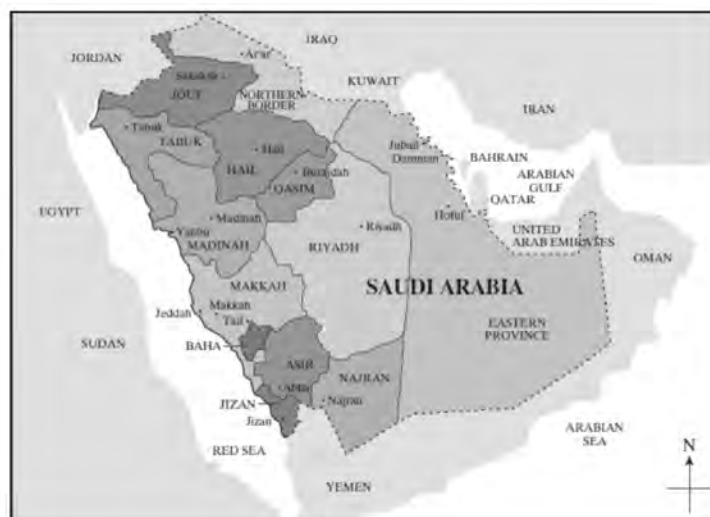 IRAQ
JORDAN
Ar'ar
Sakakah
JOUF
KUWAIT
NORTHERN
BORDER
IRAN
Tabuk
TABUK
Hail
HAIL
Jubail
Dammam
BAHRAIN
Buraydah
QASIM
ARABIAN
GULF
QATAR
Hofuf
EGYPT
Madinah
Yanbu
MADINAH
Riyadh
RIYADH
UNITED
ARAB EMIRATES
OMAN
MAKKAH
SAUDI ARABIA
Makkah
Jeddah
Taif
EASTERN
PROVINCE
SUDAN
BAHA
ASIR
NAJRAN
Abha
Najran
JIZAN
Jizan
RED SEA
ARABIAN
SEA
N
YEMEN